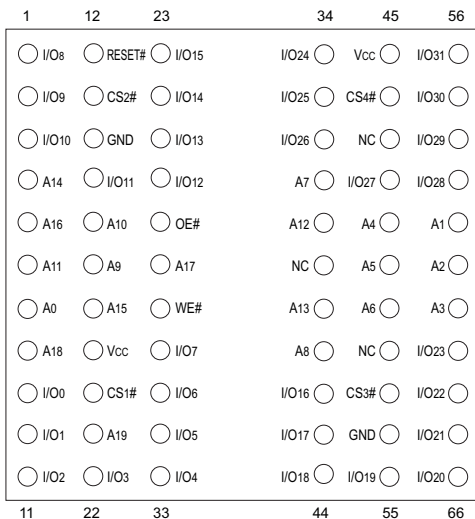 1 12 23 34 45 56
I/O8 RESET# I/O15 I/O24 VCC I/O31
I/O9 CS2# I/O14 I/O25 CS4# I/O30
I/O10 GND I/O13 I/O26 NC I/O29
A14 I/O11 I/O12 A7 I/O27 I/O28
A16 A10 OE# A12 A4 A1
A11 A9 A17 NC A5 A2
A0 A15 WE# A13 A6 A3
A18 VCC I/O7 A8 NC I/O23
I/O0 CS1# I/O6 I/O16 CS3# I/O22
I/O1 A19 I/O5 I/O17 GND I/O21
I/O2 I/O3 I/O4 I/O18 I/O19 I/O20
11 22 33 44 55 66